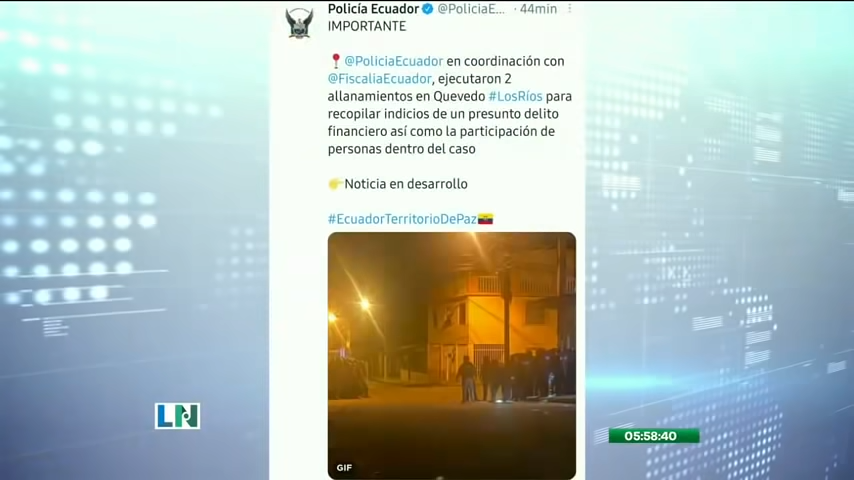 Policía Ecuador @PoliciaE... · 44min
IMPORTANTE
@PoliciaEcuador en coordinación con
@FiscaliaEcuador, ejecutaron 2
allanamientos en Quevedo #LosRíos para
recopilar indicios de un presunto delito
financiero así como la participación de
personas dentro del caso
Noticia en desarrollo
#EcuadorTerritorioDePaz
GIF
LN
05:58:40